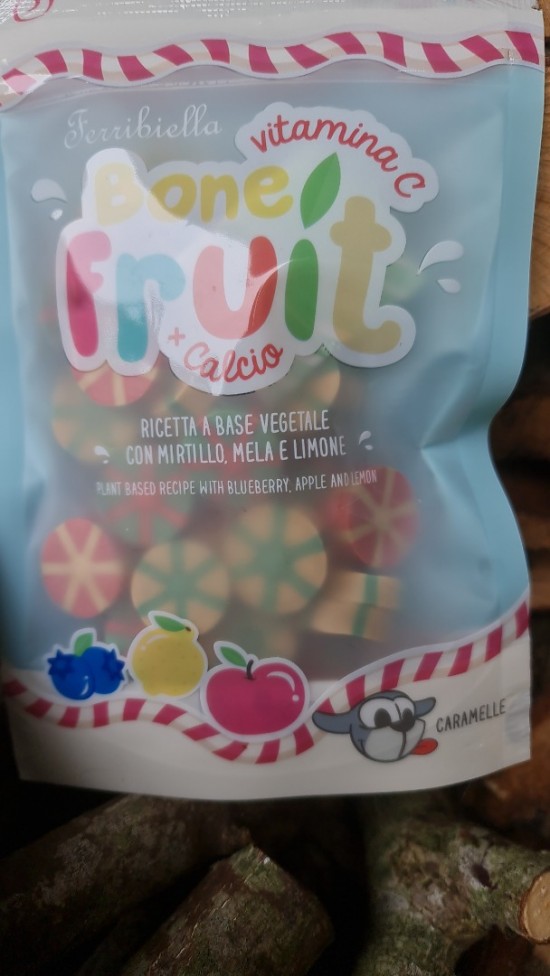 Ferribiella
vitamina C
Bone
fruit
+ calcio
RICETTA A BASE VEGETALE
CON MIRTILLO, MELA E LIMONE
PLANT BASED RECIPE WITH BLUEBERRY, APPLE AND LEMON
CARAMELLE